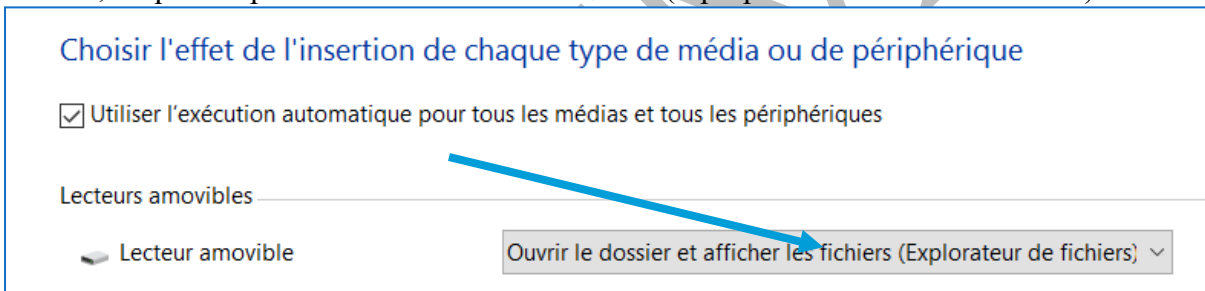 Choisir l'effet de l'insertion de chaque type de média ou de périphérique
Utiliser l'exécution automatique pour tous les médias et tous les périphériques
Lecteurs amovibles
Lecteur amovible
Ouvrir le dossier et afficher les fichiers (Explorateur de fichiers)